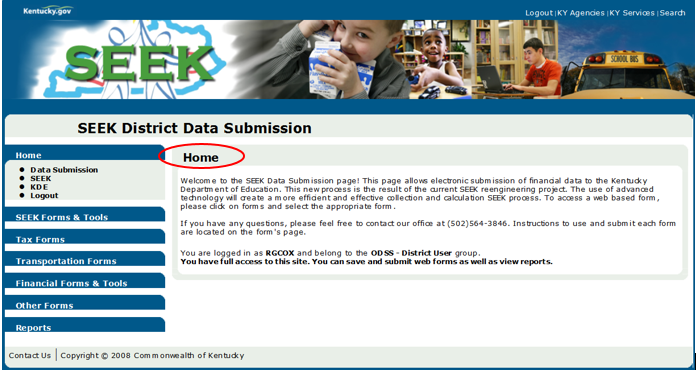 Kentucky.gov
Logout | KY Agencies | KY Services | Search
SEEK
SCHOOL BUS
SEEK District Data Submission
Home
Data Submission
SEEK
KDE
Logout
SEEK Forms & Tools
Tax Forms
Transportation Forms
Financial Forms & Tools
Other Forms
Reports
Home
Welcome to the SEEK Data Submission page! This page allows electronic submission of financial data to the Kentucky
Department of Education. This new process is the result of the current SEEK reengineering project. The use of advanced
technology will create a more efficient and effective collection and calculation SEEK process. To access a web based form,
please click on forms and select the appropriate form.
If you have any questions, please feel free to contact our office at (502)564-3846. Instructions to use and submit each form
are located on the form's page.
You are logged in as RGCOX and belong to the ODSS - District User group.
You have full access to this site. You can save and submit web forms as well as view reports.
Contact Us | Copyright © 2008 Commonwealth of Kentucky